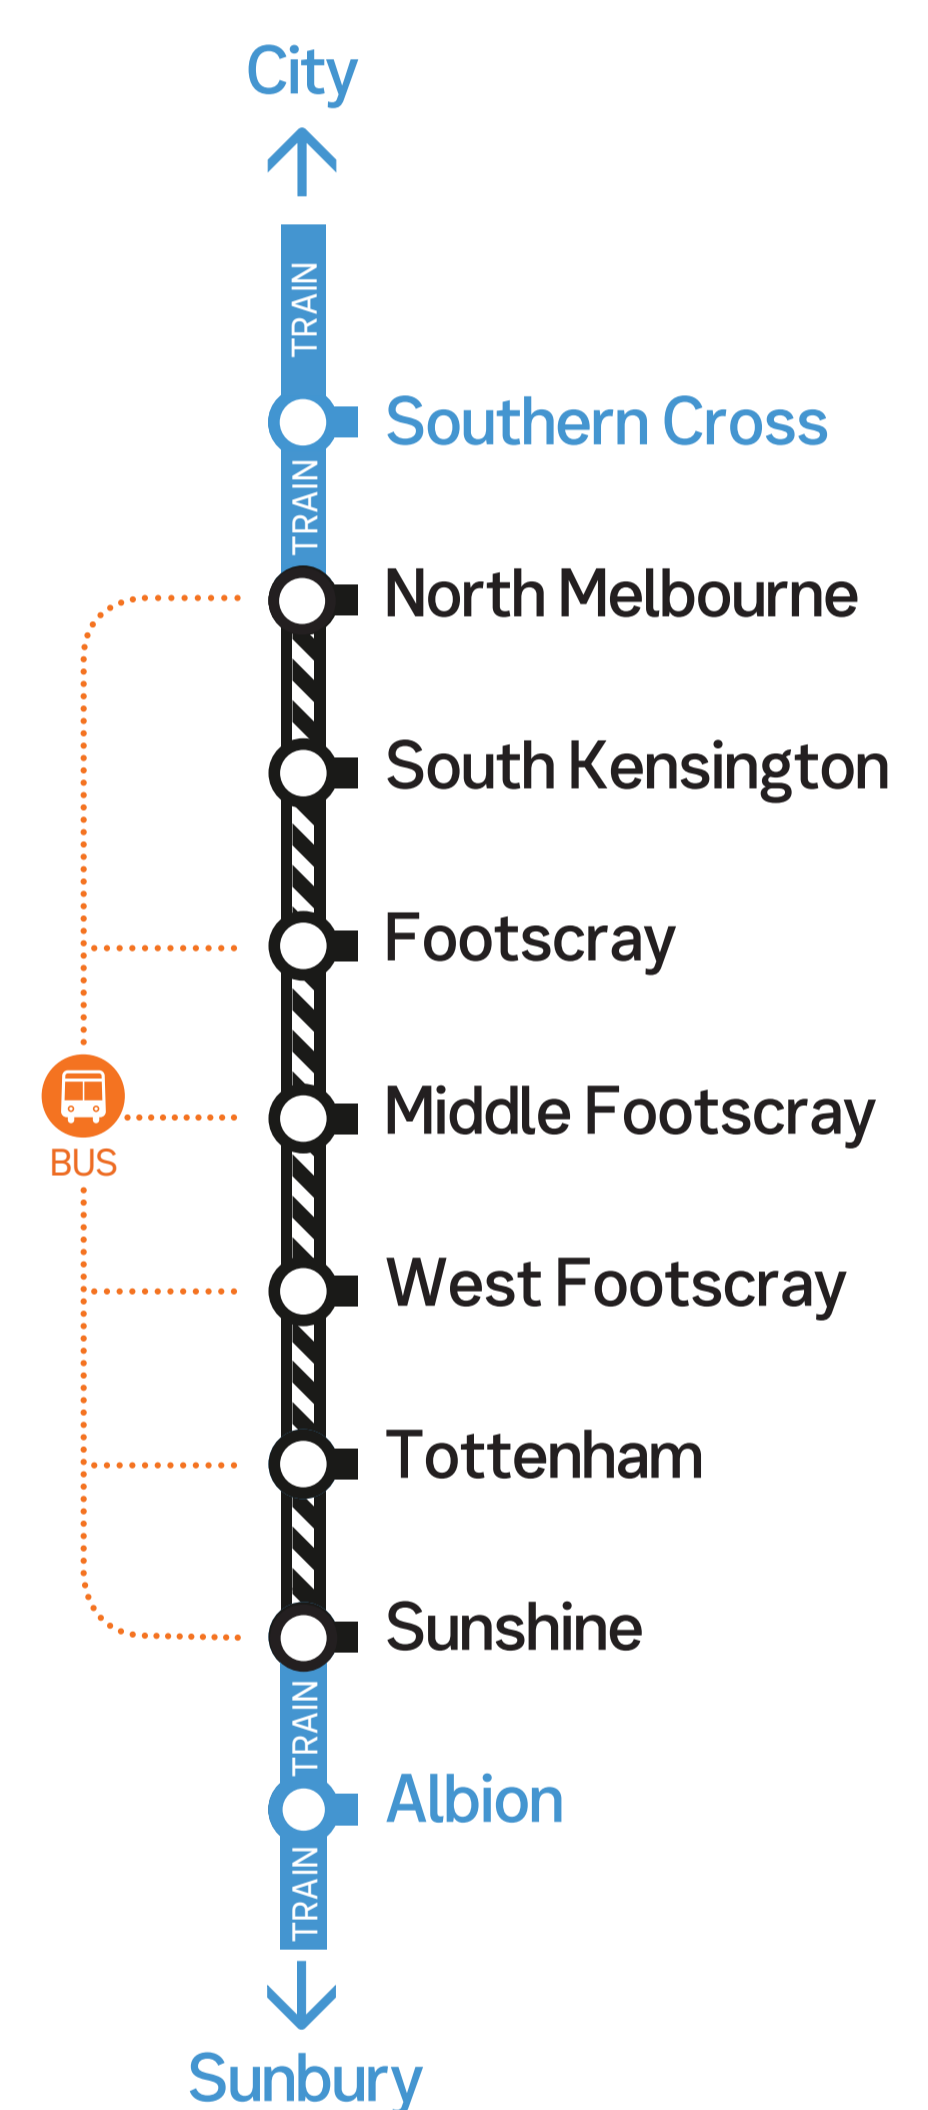 City
TRAIN
Southern Cross
TRAIN
North Melbourne
South Kensington
Footscray
Middle Footscray
BUS
West Footscray
Tottenham
Sunshine
TRAIN
Albion
TRAIN
Sunbury